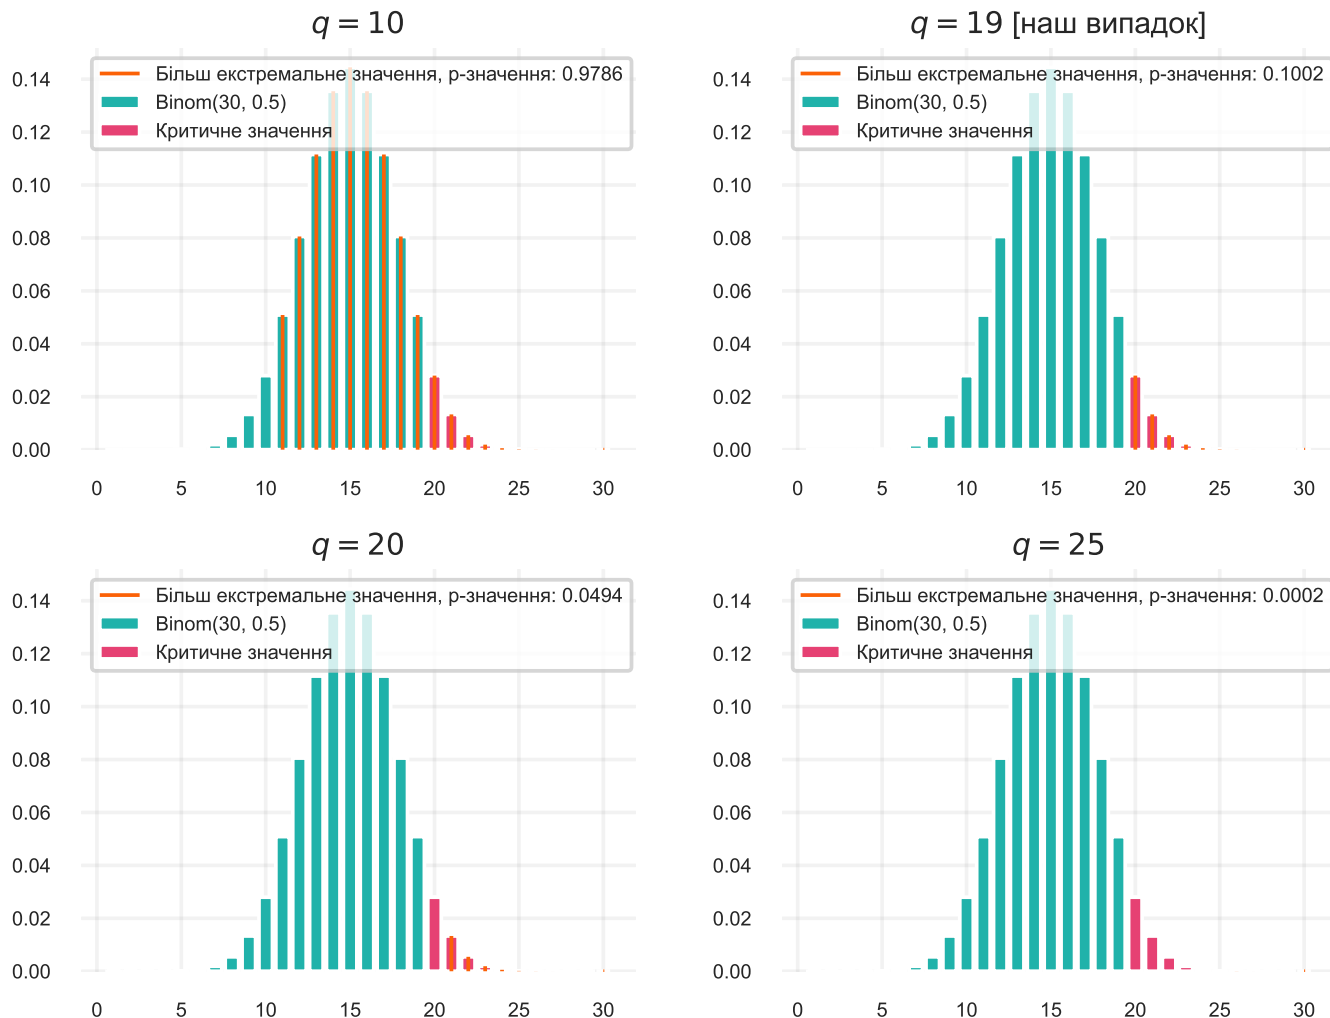 q = 10
0.14
0.12
0.10
0.08
0.06
0.04
0.02
0.00
Більш екстремальне значення, p-значення: 0.9786
Binom(30, 0.5)
Критичне значення
0 5 10 15 20 25 30
q = 19 [наш випадок]
0.14
0.12
0.10
0.08
0.06
0.04
0.02
0.00
Більш екстремальне значення, p-значення: 0.1002
Binom(30, 0.5)
Критичне значення
0 5 10 15 20 25 30
q = 20
0.14
0.12
0.10
0.08
0.06
0.04
0.02
0.00
Більш екстремальне значення, p-значення: 0.0494
Binom(30, 0.5)
Критичне значення
0 5 10 15 20 25 30
q = 25
0.14
0.12
0.10
0.08
0.06
0.04
0.02
0.00
Більш екстремальне значення, p-значення: 0.0002
Binom(30, 0.5)
Критичне значення
0 5 10 15 20 25 30